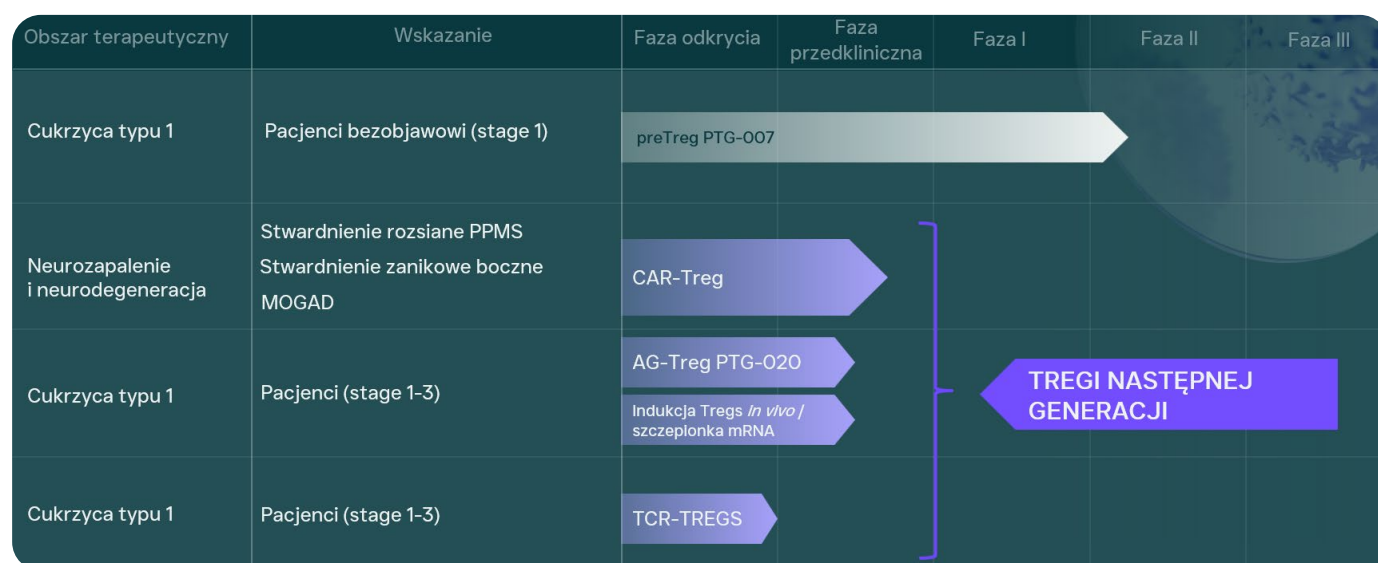 Obszar terapeutyczny
Wskazanie
Faza odkrycia
Faza
przedkliniczna
Faza I
Faza II
Faza III
Cukrzyca typu 1
Pacjenci bezobjawowi (stage 1)
preTreg PTG-007
Neurozapalenie
i neurodegeneracja
Stwardnienie rozsiane PPMS
Stwardnienie zanikowe boczne
MOGAD
CAR-Treg
Cukrzyca typu 1
Pacjenci (stage 1-3)
AG-Treg PTG-020
Indukcja Tregs In vivo /
szczepionka mRNA
TREGI NASTĘPNEJ
GENERACJI
Cukrzyca typu 1
Pacjenci (stage 1-3)
TCR-TREGS